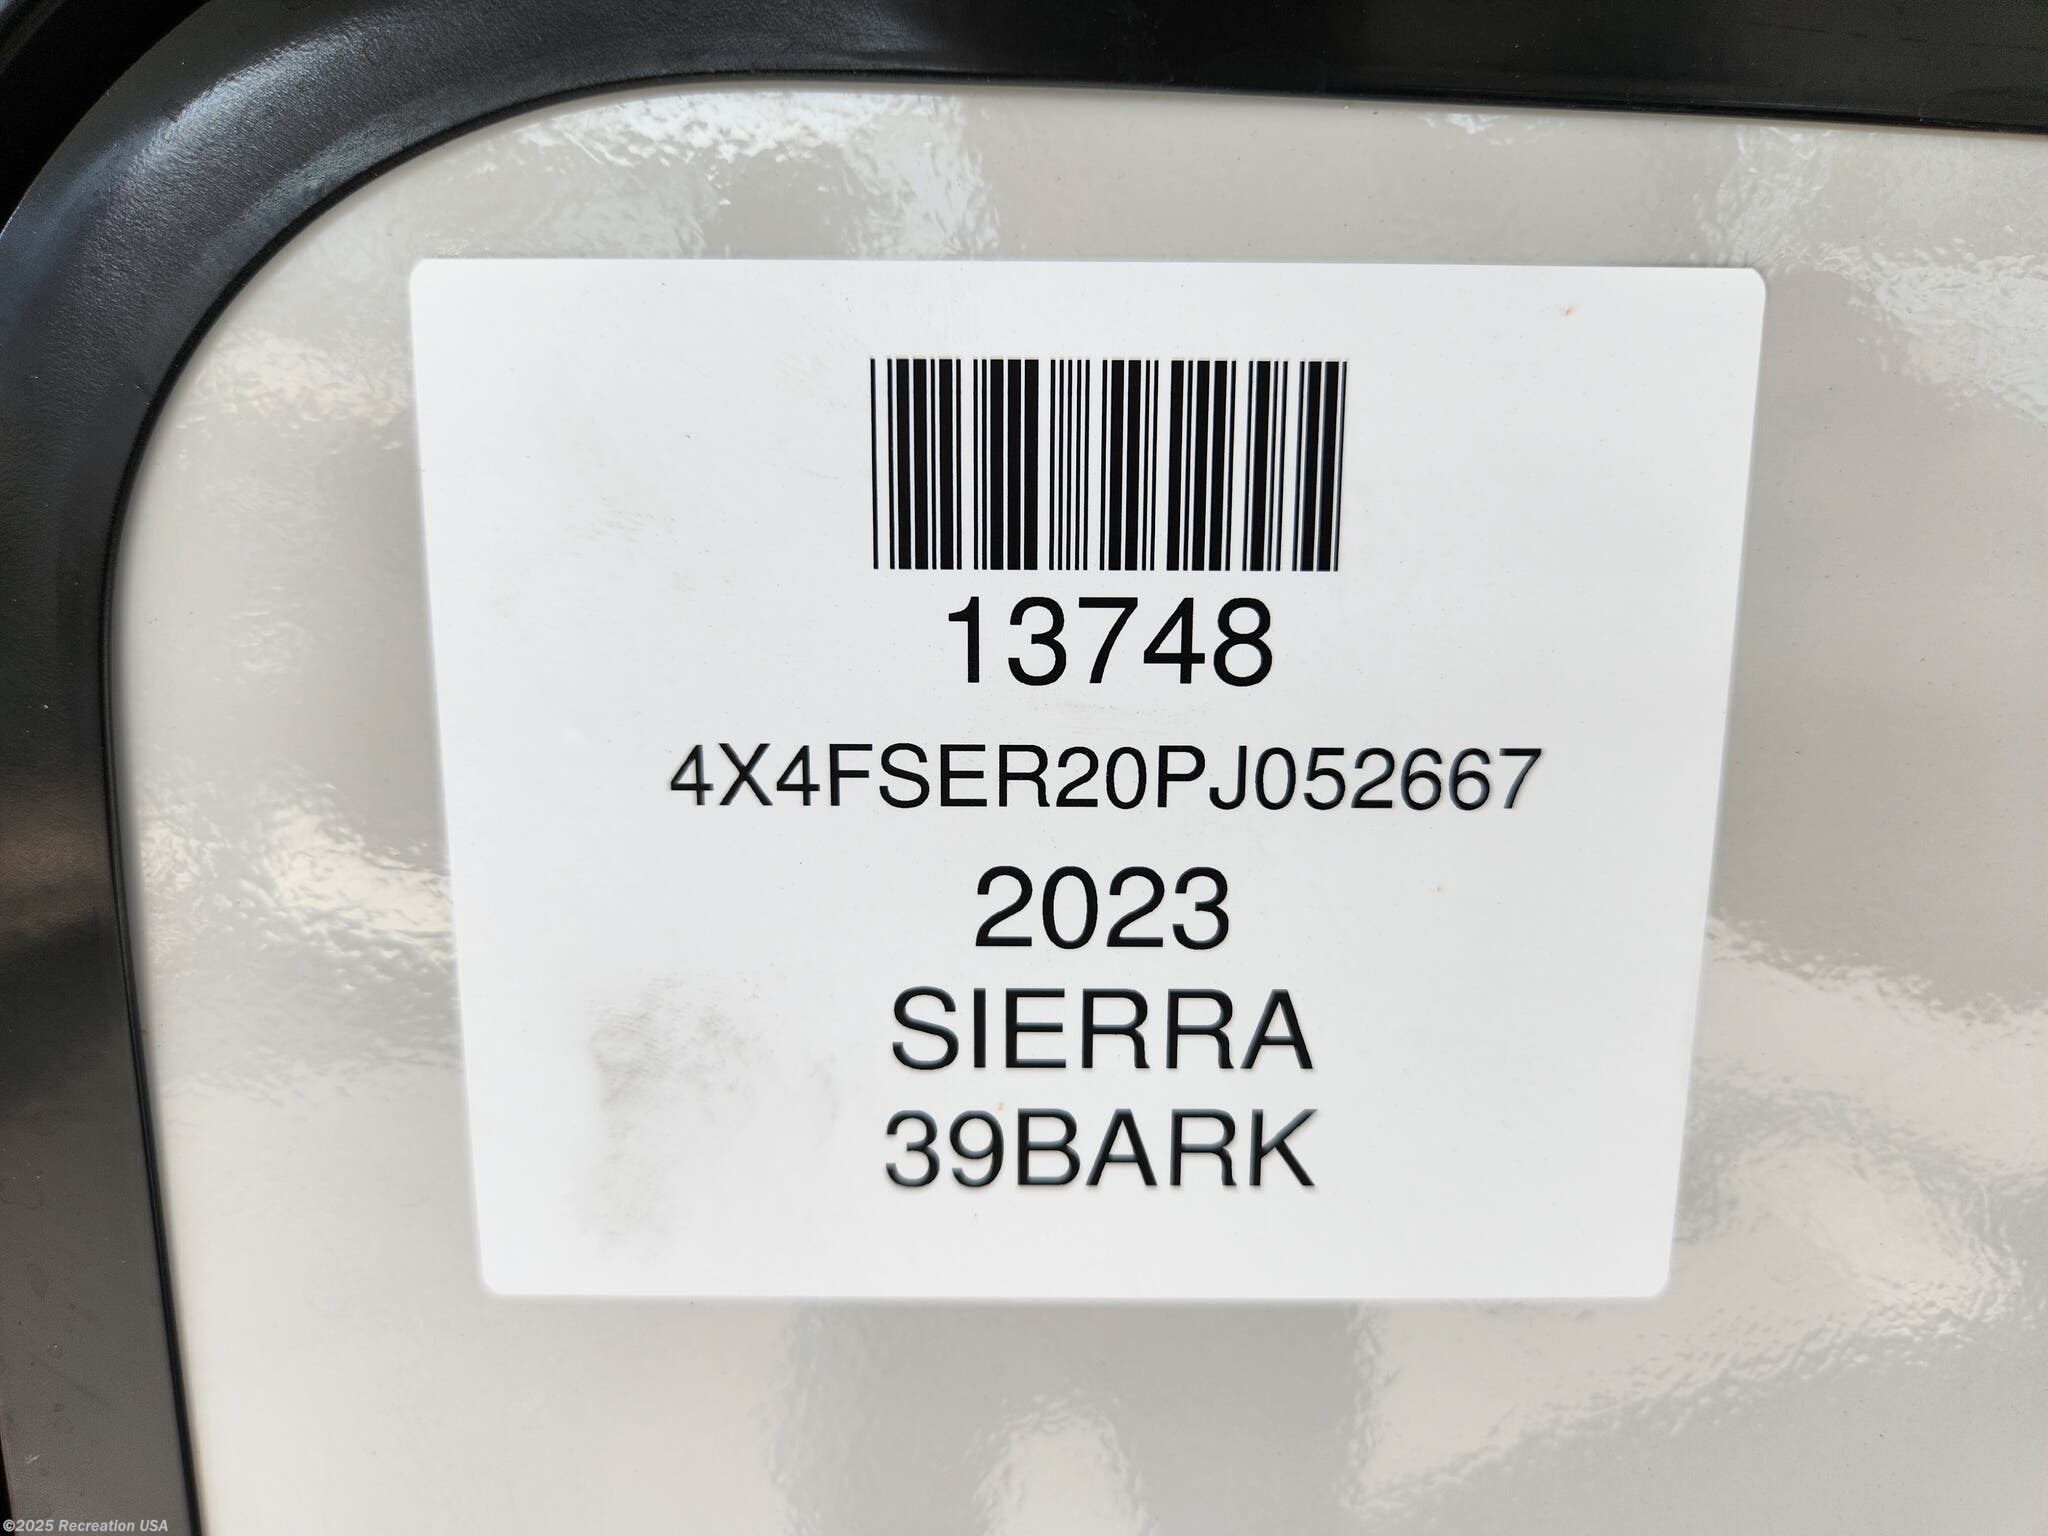 13748
4X4FSER20PJ052667
2023
SIERRA
39BARK
©2025 Recreation USA